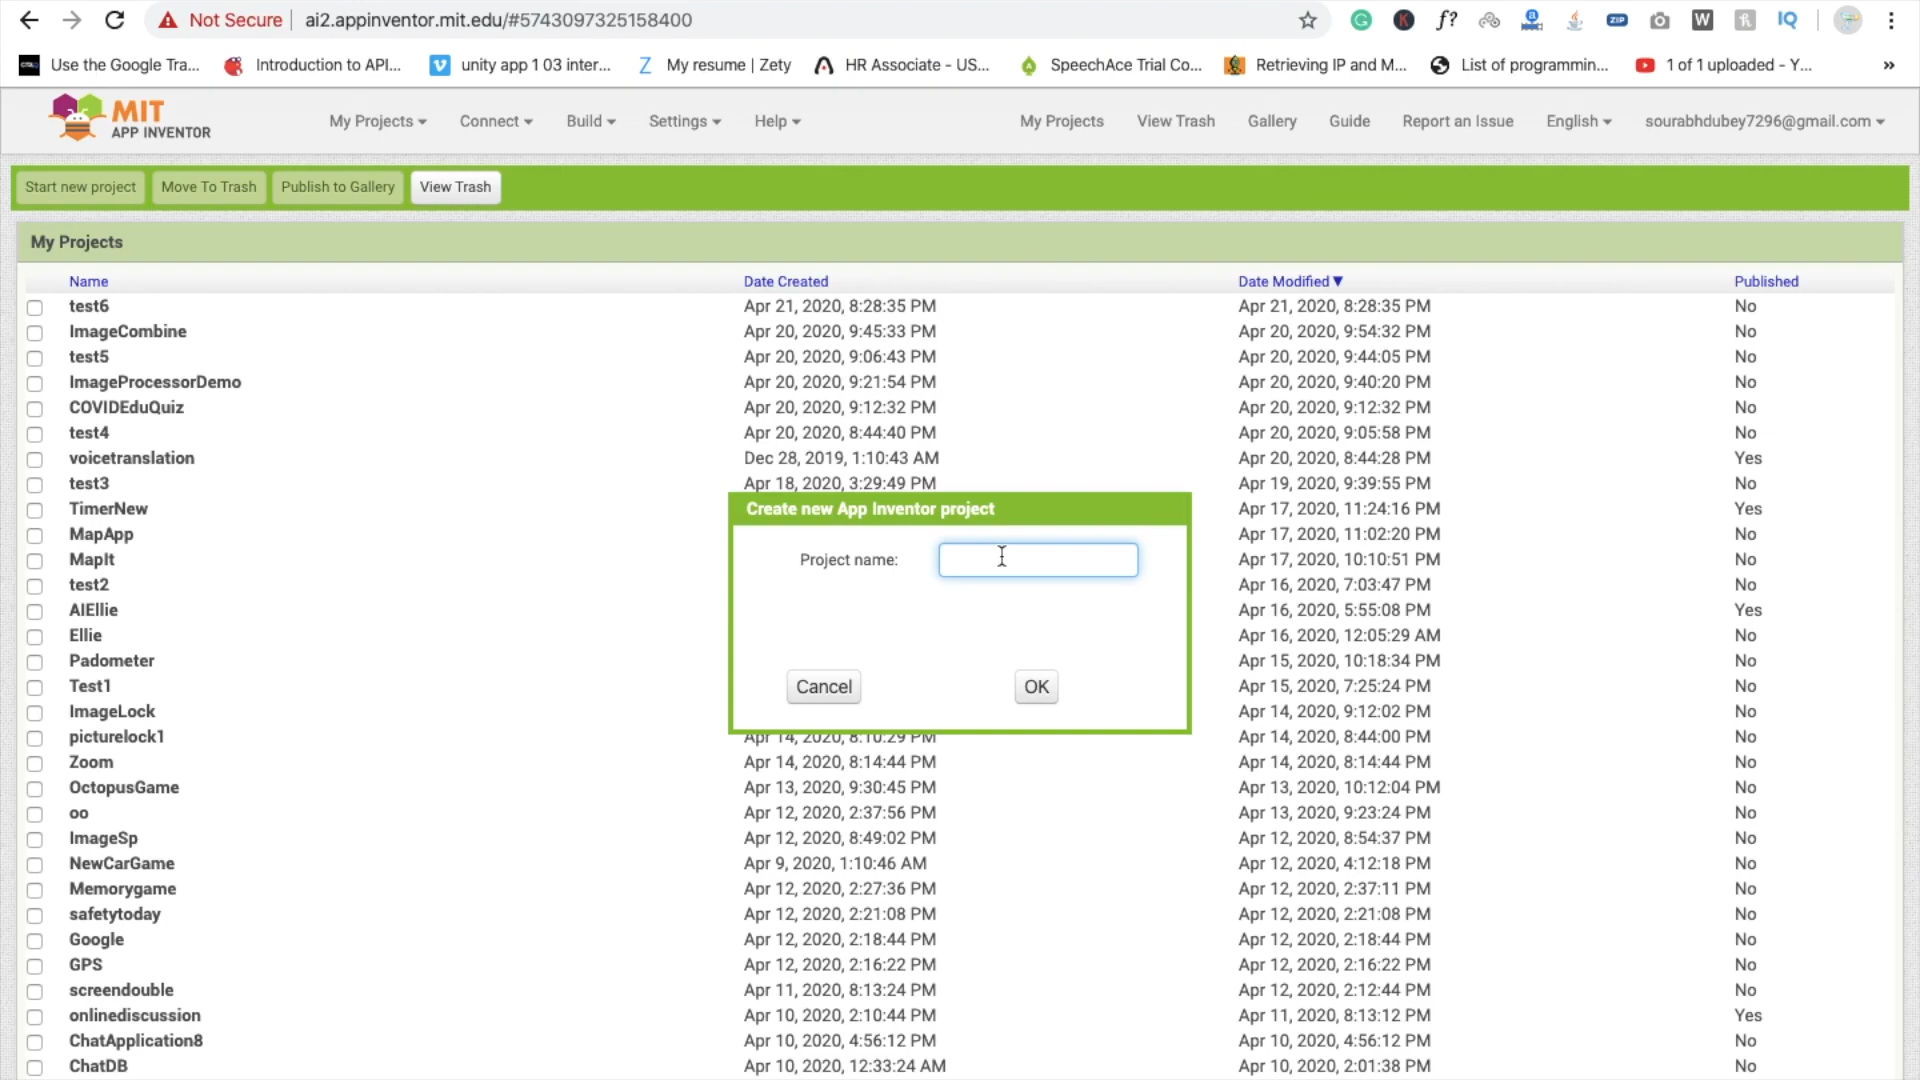 Not Secure ai2.appinventor.mit.edu/#5743097325158400
f? ZIP W IQ
Use the Google Tra... Introduction to API... unity app 1 03 inter... My resume | Zety HR Associate - US... SpeechAce Trial Co... Retrieving IP and M... List of programmin... 1 of 1 uploaded - Y... »
MIT
APP INVENTOR
My Projects Connect Build Settings Help My Projects View Trash Gallery Guide Report an Issue English sourabhdubey7296@gmail.com
Start new project Move To Trash Publish to Gallery View Trash
My Projects
Name Date Created Date Modified ▼ Published
test6 Apr 21, 2020, 8:28:35 PM Apr 21, 2020, 8:28:35 PM No
ImageCombine Apr 20, 2020, 9:45:33 PM Apr 20, 2020, 9:54:32 PM No
test5 Apr 20, 2020, 9:06:43 PM Apr 20, 2020, 9:44:05 PM No
ImageProcessorDemo Apr 20, 2020, 9:21:54 PM Apr 20, 2020, 9:40:20 PM No
COVIDEduQuiz Apr 20, 2020, 9:12:32 PM Apr 20, 2020, 9:12:32 PM No
test4 Apr 20, 2020, 8:44:40 PM Apr 20, 2020, 9:05:58 PM No
voicetranslation Dec 28, 2019, 1:10:43 AM Apr 20, 2020, 8:44:28 PM Yes
test3 Apr 18, 2020, 3:29:49 PM Apr 19, 2020, 9:39:55 PM No
TimerNew Apr 17, 2020, 11:24:16 PM Yes
Create new App Inventor project
MapApp Apr 17, 2020, 11:02:20 PM No
MapIt Apr 17, 2020, 10:10:51 PM No
Project name:
test2 Apr 16, 2020, 7:03:47 PM No
AIEllie Apr 16, 2020, 5:55:08 PM Yes
Ellie Apr 16, 2020, 12:05:29 AM No
Padometer Apr 15, 2020, 10:18:34 PM No
Test1 Apr 15, 2020, 7:25:24 PM No
Cancel OK
ImageLock Apr 14, 2020, 9:12:02 PM No
picturelock1 Apr 14, 2020, 8:10:29 PM Apr 14, 2020, 8:44:00 PM No
Zoom Apr 14, 2020, 8:14:44 PM Apr 14, 2020, 8:14:44 PM No
OctopusGame Apr 13, 2020, 9:30:45 PM Apr 13, 2020, 10:12:04 PM No
oo Apr 12, 2020, 2:37:56 PM Apr 13, 2020, 9:23:24 PM No
ImageSp Apr 12, 2020, 8:49:02 PM Apr 12, 2020, 8:54:37 PM No
NewCarGame Apr 9, 2020, 1:10:46 AM Apr 12, 2020, 4:12:18 PM No
Memorygame Apr 12, 2020, 2:27:36 PM Apr 12, 2020, 2:37:11 PM No
safetytoday Apr 12, 2020, 2:21:08 PM Apr 12, 2020, 2:21:08 PM No
Google Apr 12, 2020, 2:18:44 PM Apr 12, 2020, 2:18:44 PM No
GPS Apr 12, 2020, 2:16:22 PM Apr 12, 2020, 2:16:22 PM No
screendouble Apr 11, 2020, 8:13:24 PM Apr 12, 2020, 2:12:44 PM No
onlinediscussion Apr 10, 2020, 2:10:44 PM Apr 11, 2020, 8:13:12 PM Yes
ChatApplication8 Apr 10, 2020, 4:56:12 PM Apr 10, 2020, 4:56:12 PM No
ChatDB Apr 10, 2020, 12:33:24 AM Apr 10, 2020, 2:01:38 PM No